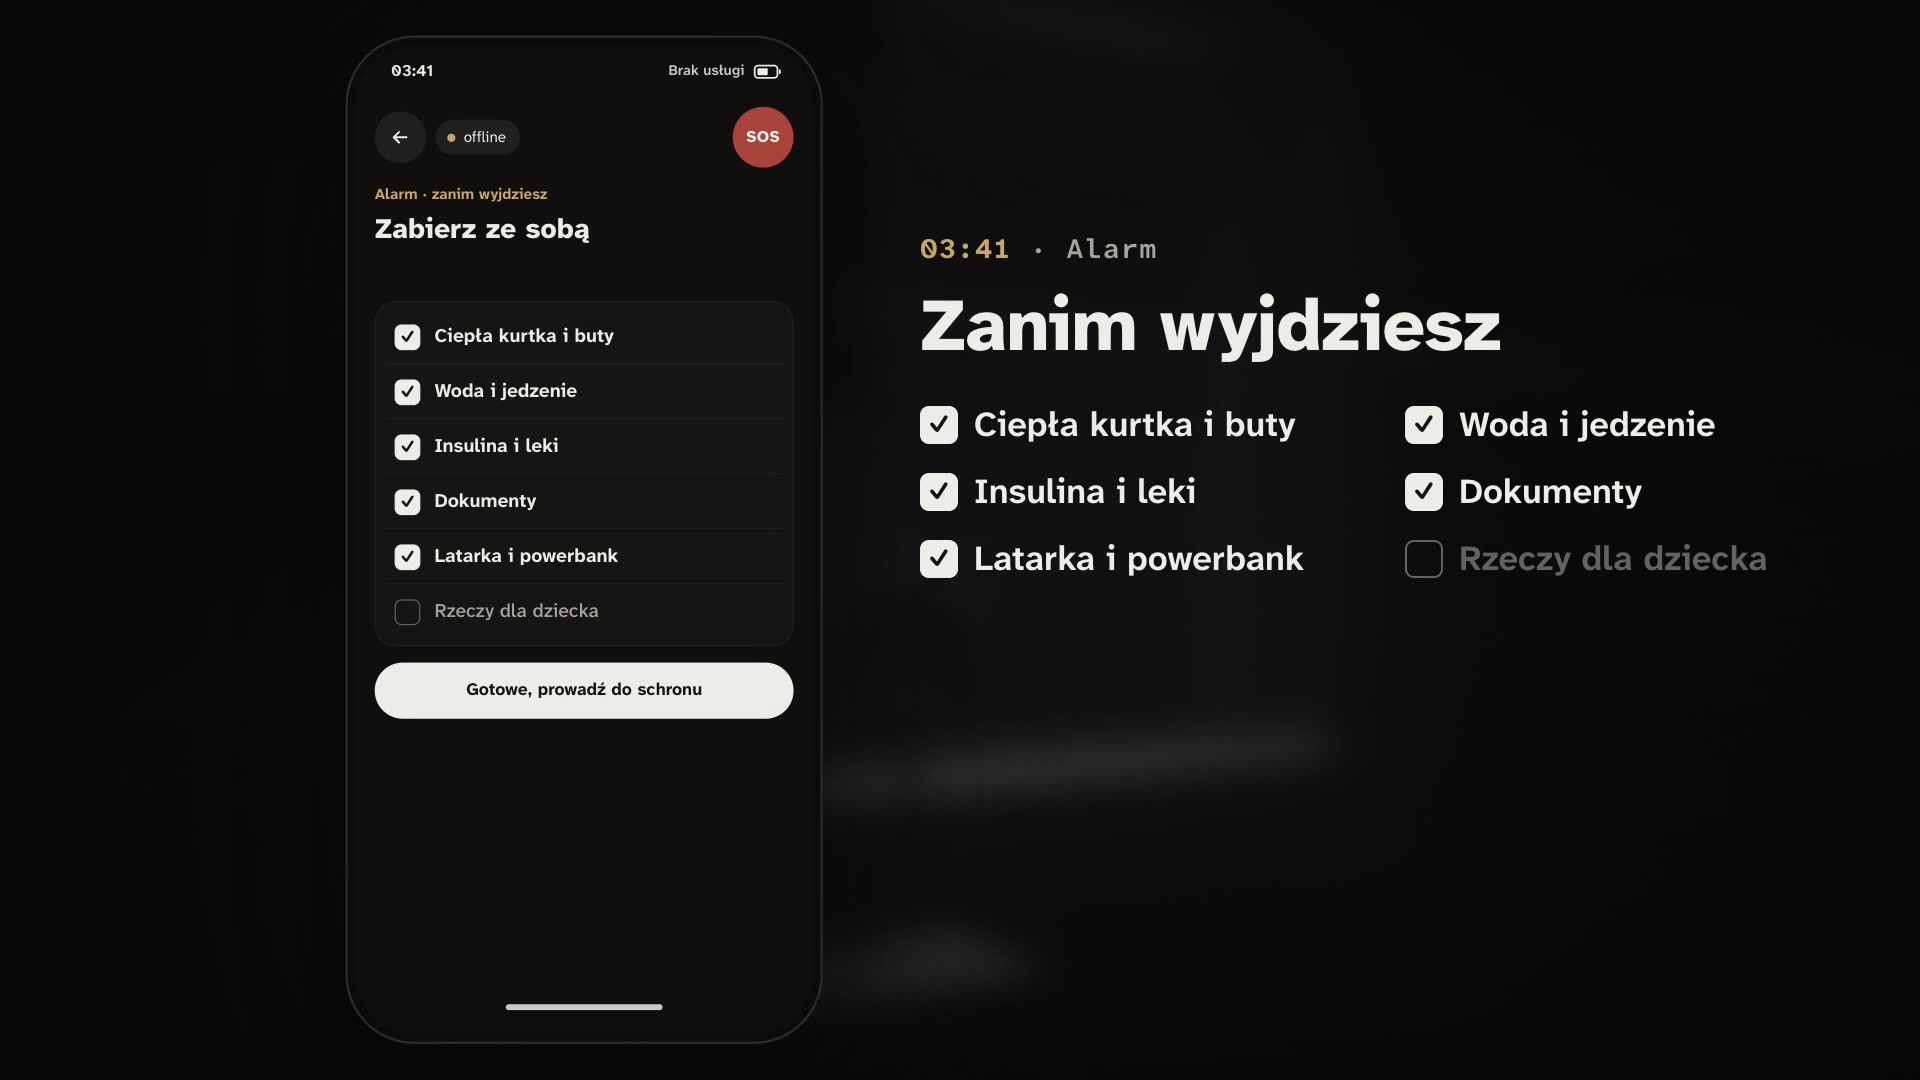 03:41
Brak usługi
offline
SOS
Alarm · zanim wyjdziesz
Zabierz ze sobą
Ciepła kurtka i buty
Woda i jedzenie
Insulina i leki
Dokumenty
Latarka i powerbank
Rzeczy dla dziecka
Gotowe, prowadź do schronu
03:41 · Alarm
Zanim wyjdziesz
Ciepła kurtka i buty
Woda i jedzenie
Insulina i leki
Dokumenty
Latarka i powerbank
Rzeczy dla dziecka